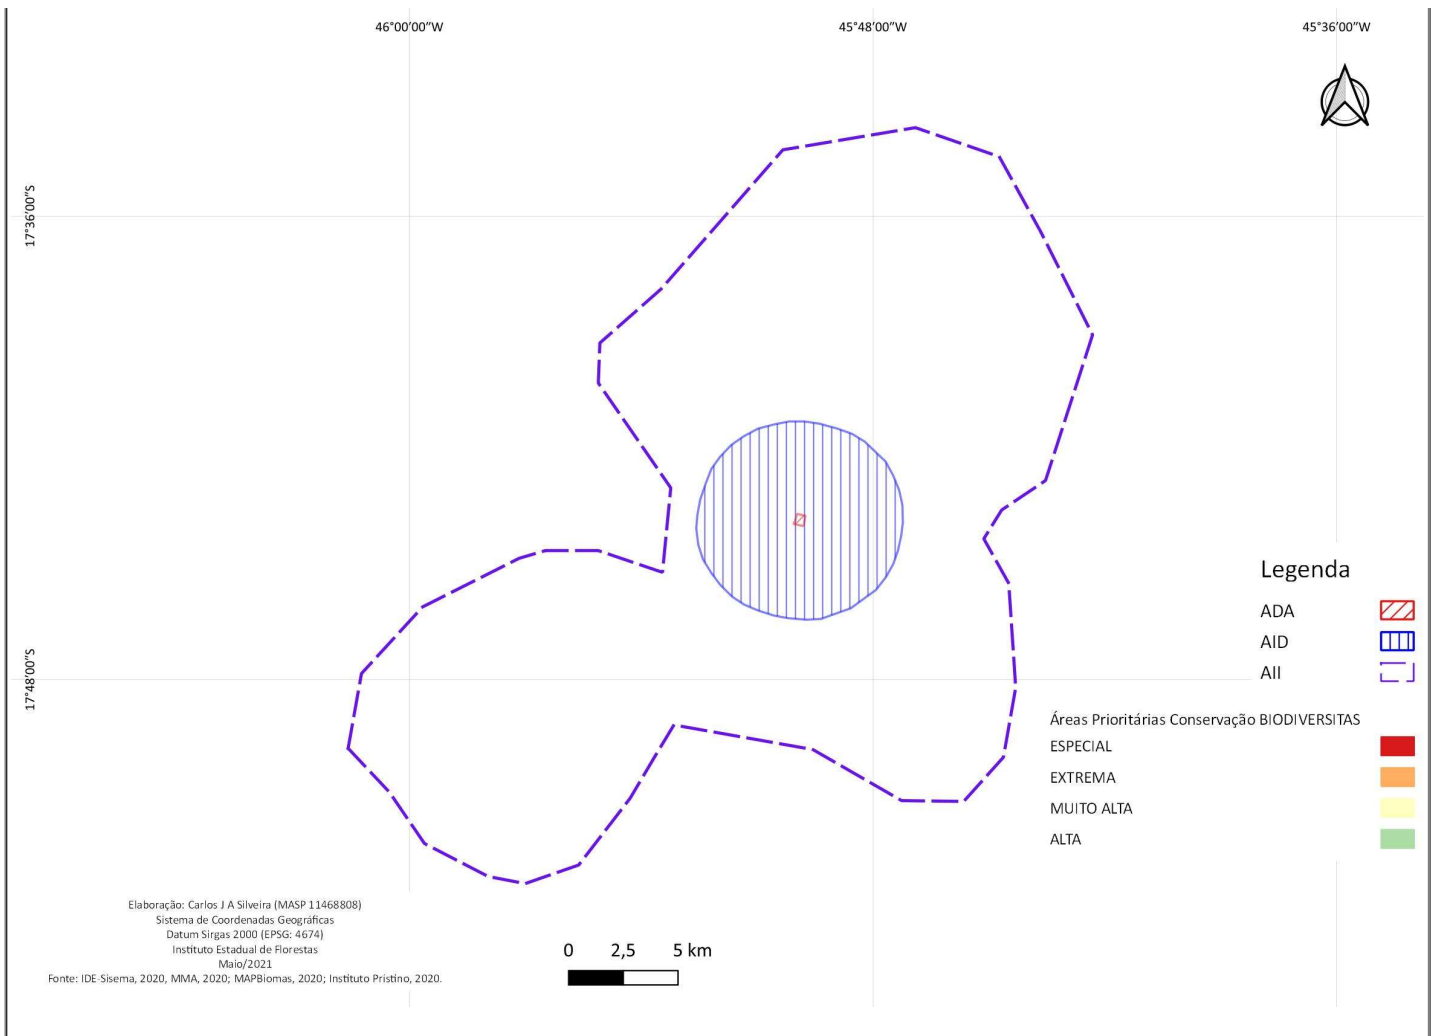 46°00′00″W
45°48′00″W
45°36′00″W
17°36′00″S
17°48′00″S
Legenda
ADA
AID
AII
Áreas Prioritárias Conservação BIODIVERSITAS
ESPECIAL
EXTREMA
MUITO ALTA
ALTA
Elaboração: Carlos J A Silveira (MASP 11468808)
Sistema de Coordenadas Geográficas
Datum Sirgas 2000 (EPSG: 4674)
Instituto Estadual de Florestas
Maio/2021
Fonte: IDE-Sisema, 2020, MMA, 2020; MAPBiomas, 2020; Instituto Prístino, 2020.
0 2,5 5 km